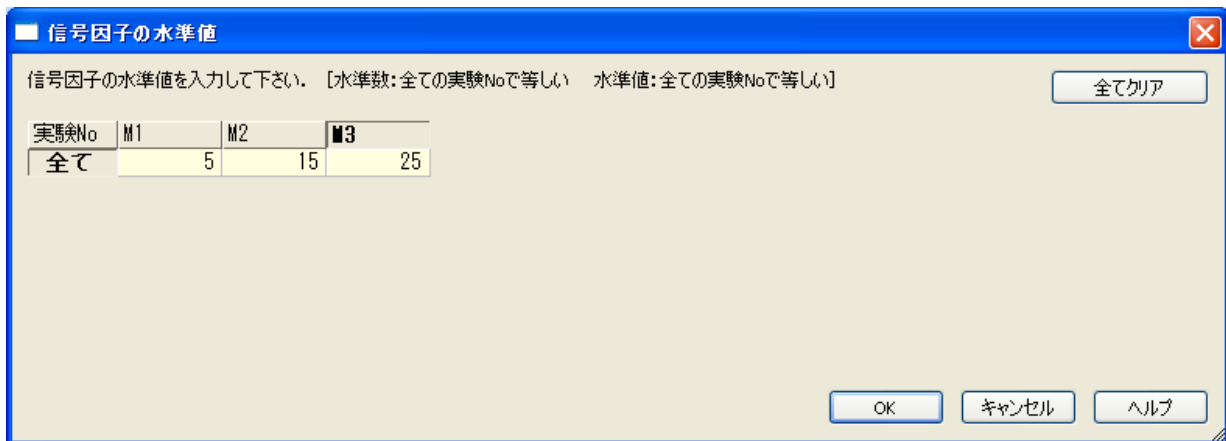 信号因子の水準値
信号因子の水準値を入力して下さい. [水準数:全ての実験Noで等しい 水準値:全ての実験Noで等しい]
全てクリア
実験No M1 M2 M3
全て 5 15 25
OK キャンセル ヘルプ